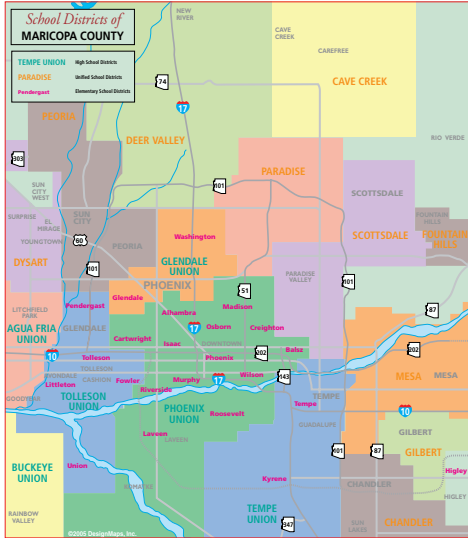 School Districts of
MARICOPA COUNTY
TEMPE UNION High School Districts
PARADISE Unified School Districts
Pendergast Elementary School Districts
NEW
RIVER
CAVE
CREEK
CAREFREE
74
CAVE CREEK
17
PEORIA
DEER VALLEY
RIO VERDE
303
PARADISE
SUN
CITY
WEST
101
SCOTTSDALE
SURPRISE
EL
MIRAGE
SUN
CITY
FOUNTAIN
HILLS
YOUNGTOWN
60
PEORIA
Washington
SCOTTSDALE
FOUNTAIN
HILLS
DYSART
101
GLENDALE
UNION
PARADISE
VALLEY
101
PHOENIX
51
LITCHFIELD
PARK
Pendergast
Glendale
Madison
87
AGUA FRIA
UNION
GLENDALE
Alhambra
17
Osborn
Creighton
Cartwright
Isaac
DOWNTOWN
Balsz
202
10
Tolleson
Phoenix
202
TOLLESON
AVONDALE
CASHION
Fowler
Murphy
17
Wilson
143
MESA
MESA
Littleton
Riverside
GOODYEAR
TOLLESON
UNION
TEMPE
Tempe
PHOENIX
UNION
Roosevelt
10
GUADALUPE
Laveen
LAVEEN
GILBERT
101
87
GILBERT
BUCKEYE
UNION
Union
Higley
Kyrene
KOMATKE
CHANDLER
HIGLEY
RAINBOW
VALLEY
TEMPE
UNION
347
SUN
LAKES
CHANDLER
©2005 DesignMaps, Inc.